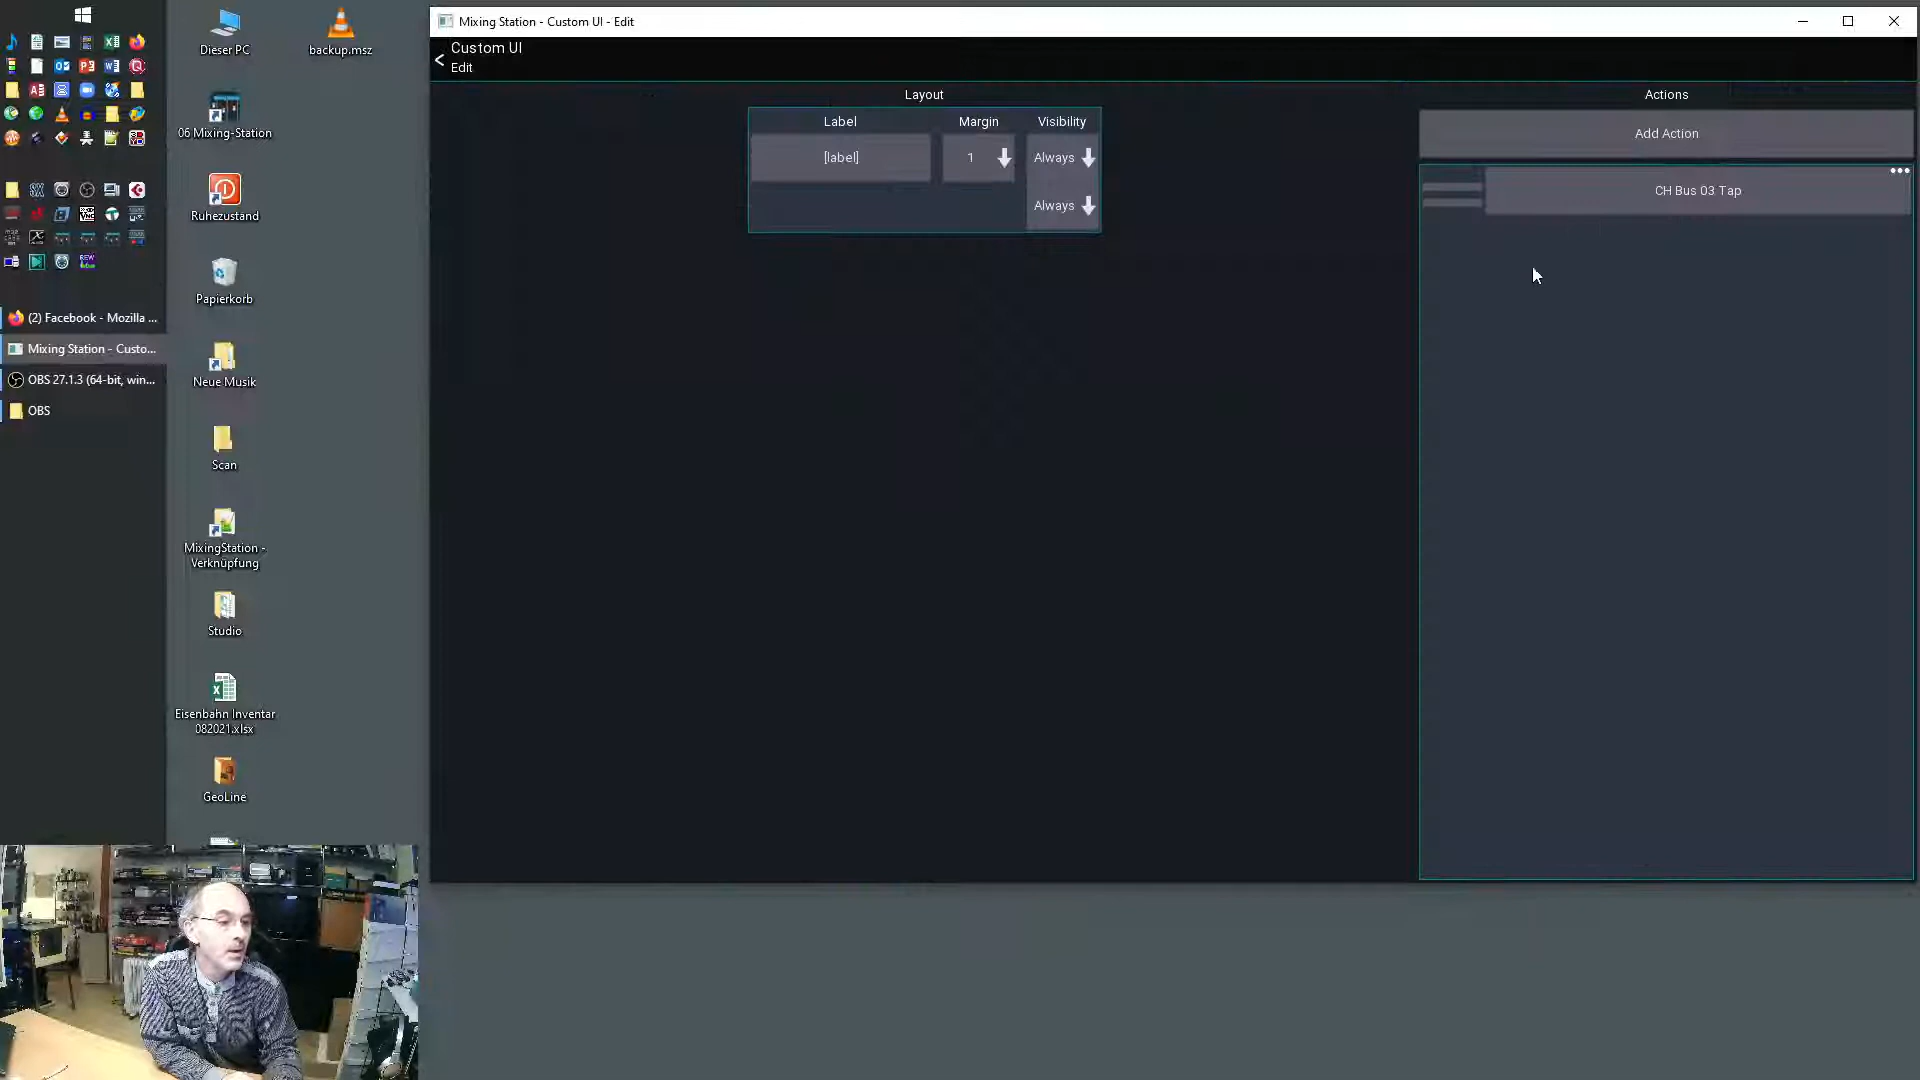 Dieser PC
backup.msz
06 Mixing-Station
Ruhezustand
Papierkorb
(2) Facebook - Mozilla ...
Mixing Station - Custo...
OBS 27.1.3 (64-bit, win...
OBS
Neue Musik
Scan
MixingStation -
Verknüpfung
Studio
Eisenbahn Inventar
082021.xlsx
GeoLine
Mixing Station - Custom UI - Edit
Custom UI
Edit
Layout
Label
Margin
Visibility
[label]
1
Always
Always
Actions
Add Action
CH Bus 03 Tap